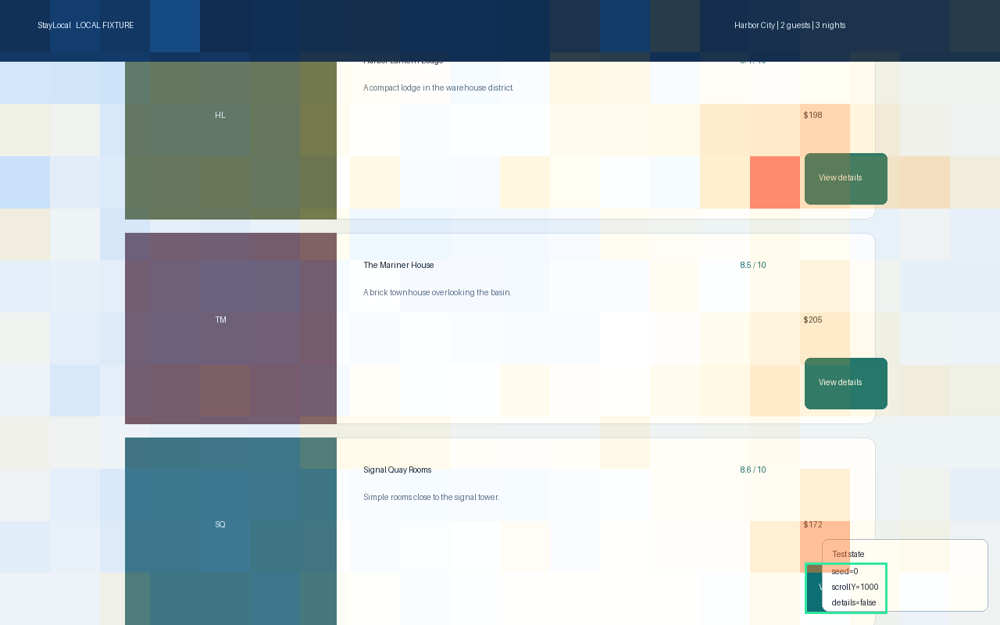 StayLocal LOCAL FIXTURE
Harbor City | 2 guests | 3 nights
Harbor Lantern Lodge
A compact lodge in the warehouse district.
HL
$198
View details
The Mariner House
8.5 / 10
A brick townhouse overlooking the basin.
TM
$205
View details
Signal Quay Rooms
8.6 / 10
Simple rooms close to the signal tower.
SQ
$172
Test state
seed=0
scrollY=1000
details=false